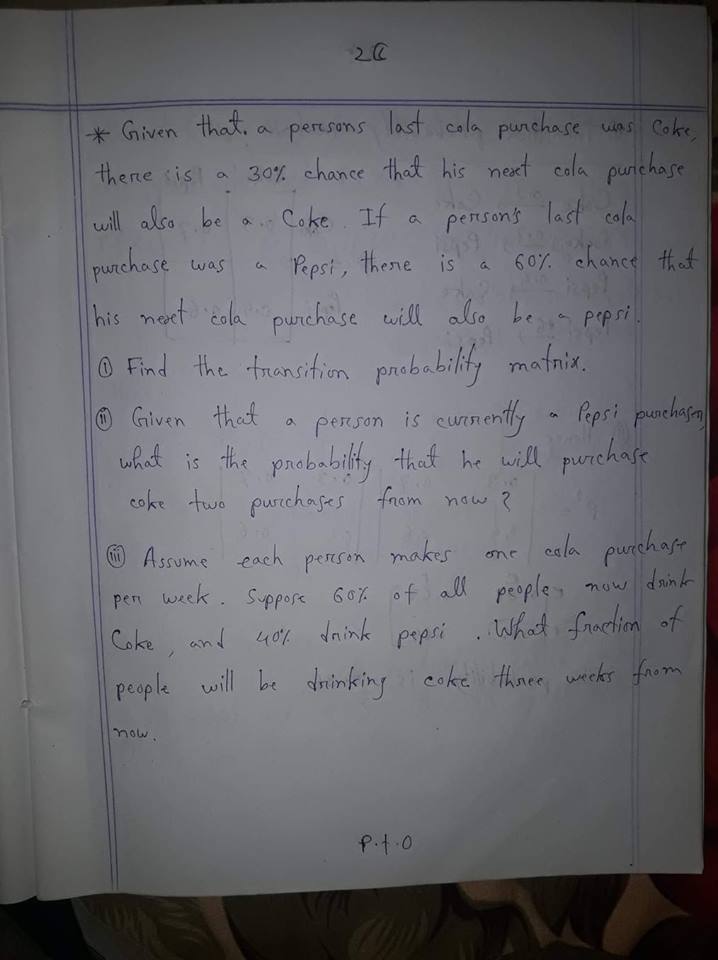 * Given that. a persons last cola purchase was Coke,
there is a 30% chance that his next cola purchase
will also be a Coke. If a person's last cola
purchase was a Pepsi, there is a 60% chance that
his next cola purchase will also be a pepsi.
(i) Find the transition probability matrix.
(ii) Given that a person is currently a Pepsi purchaser,
what is the probability that he will purchase
coke two purchases from now?
(iii) Assume each person makes one cola purchase
per week. Suppose 60% of all people now drink
Coke, and 40% drink pepsi. What fraction of
people will be drinking coke three weeks from
now.
P.t.O